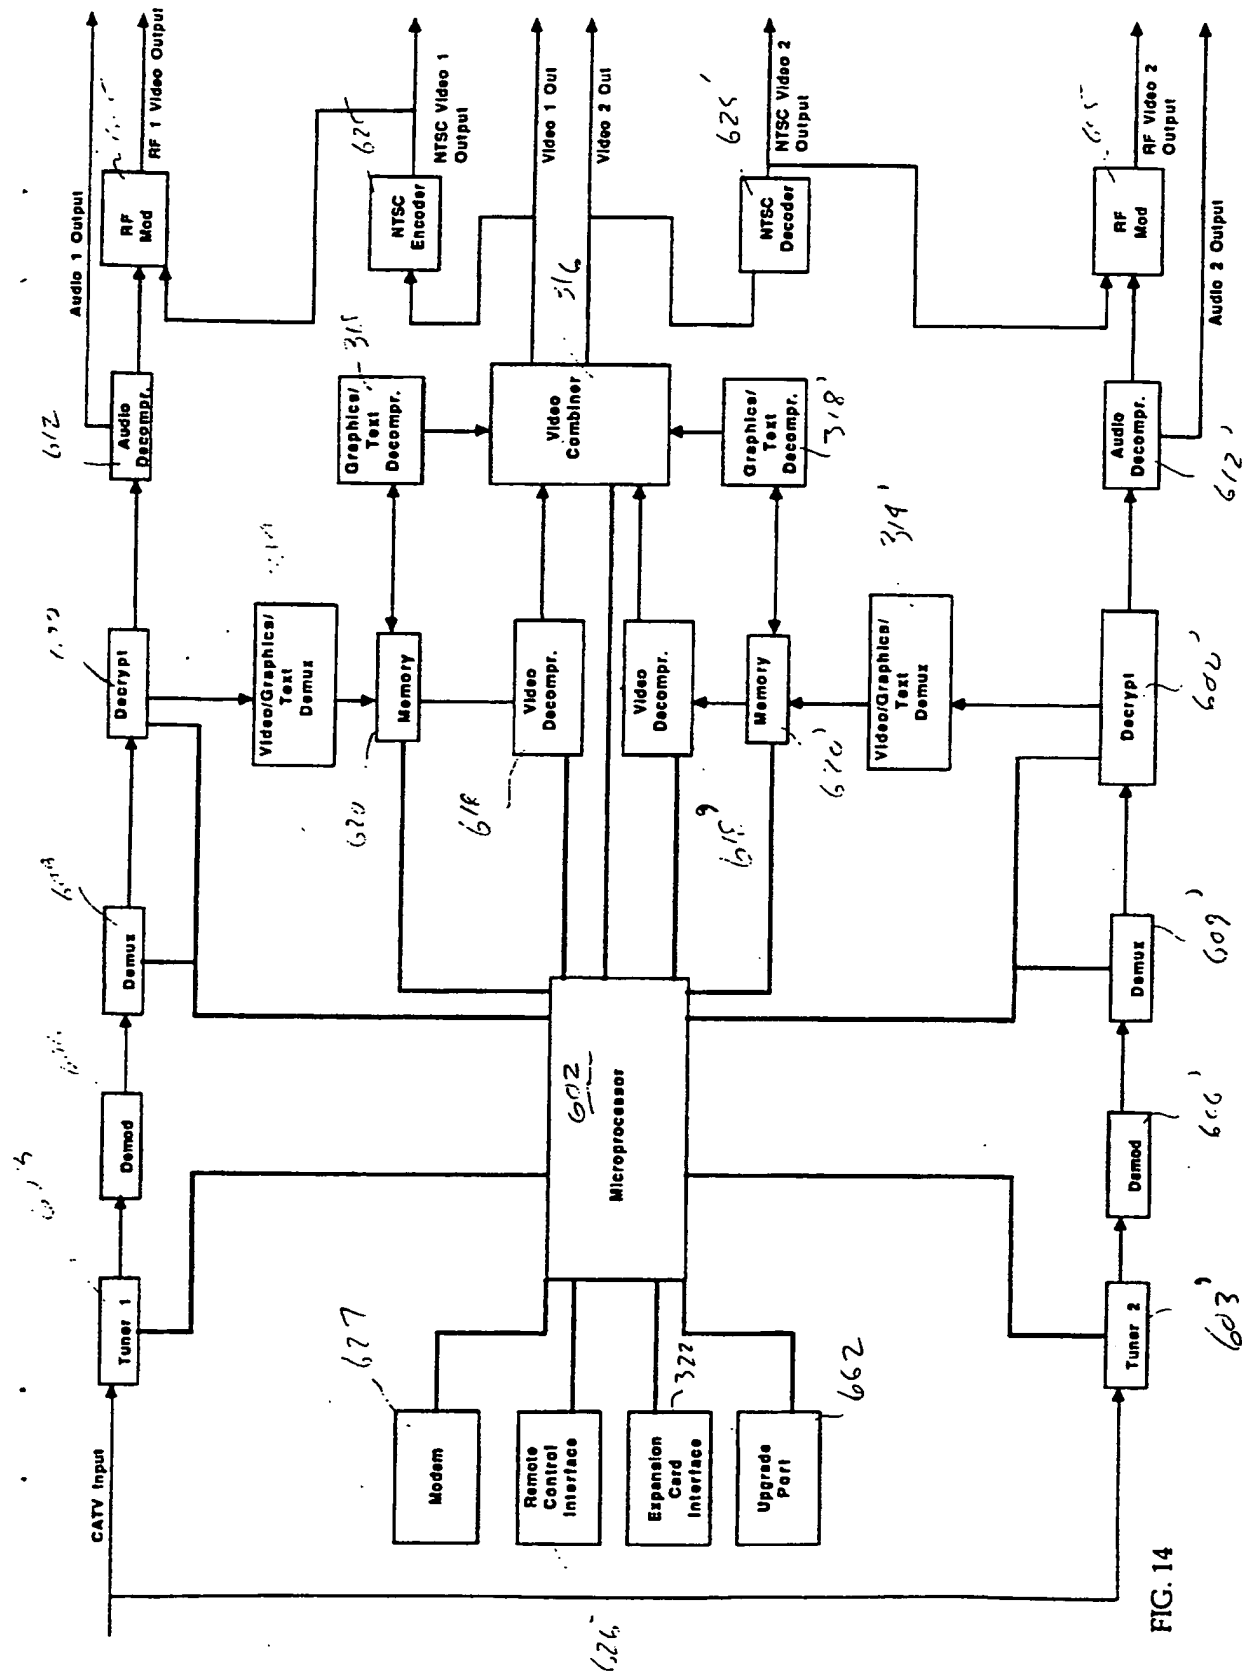 CATV Input
Tuner 1
Demod
Demux
Decrypt
Audio
Decompr.
612
RF
Mod
Audio 1 Output
RF 1 Video Output
Video/Graphics/
Text
Demux
Memory
620
Graphics/
Text
Decompr.
315
NTSC
Encoder
NTSC Video 1
Output
Modem
627
Remote
Control
Interface
Expansion
Card
Interface
322
Upgrade
Port
662
Microprocessor
602
Video
Decompr.
618
Video
Decompr.
618'
Video
Combiner
316
Video 1 Out
Video 2 Out
Memory
620'
Graphics/
Text
Decompr.
318'
NTSC
Decoder
625'
NTSC Video 2
Output
Video/Graphics/
Text
Demux
314'
Tuner 2
603'
Demod
606'
Demux
609'
Decrypt
600'
Audio
Decompr.
612'
RF
Mod
RF Video 2
Output
Audio 2 Output
FIG. 14